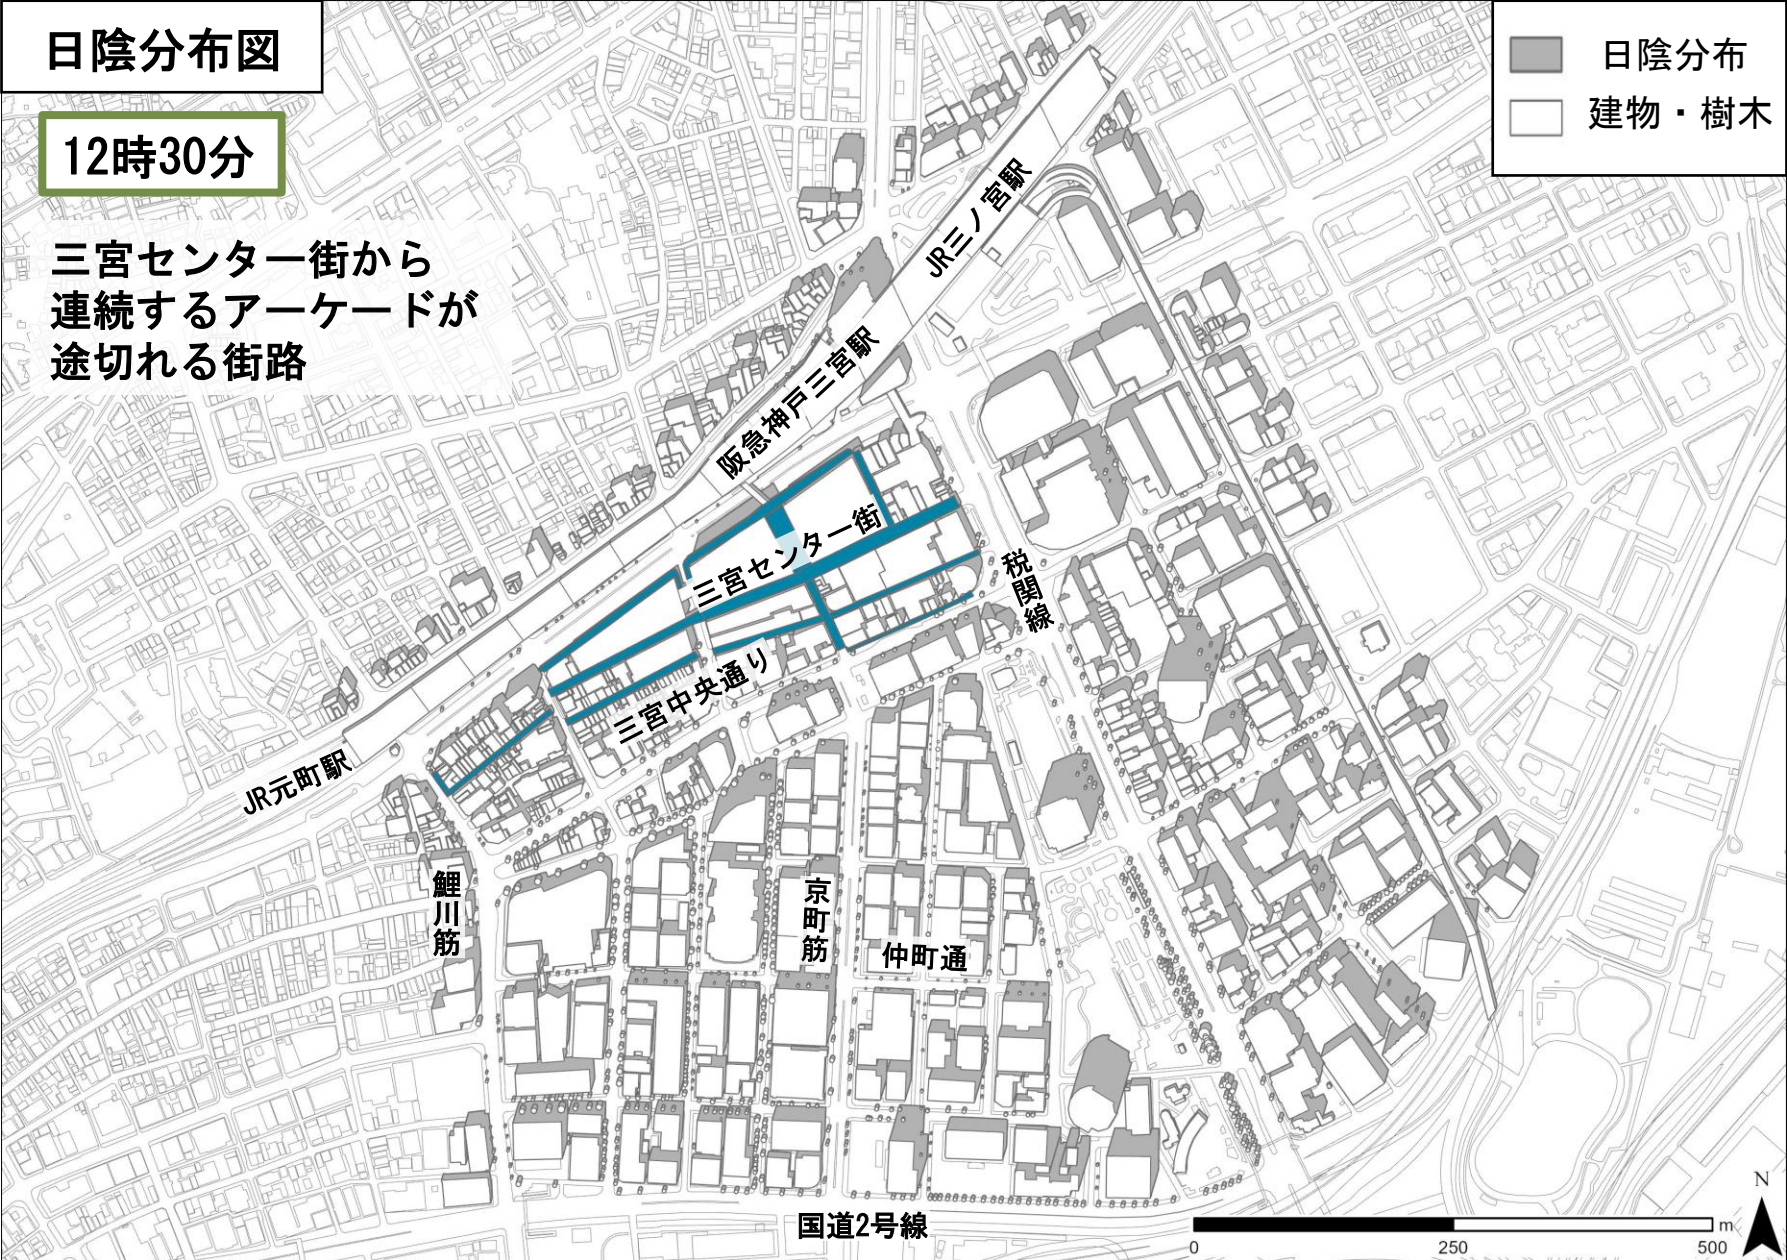 日陰分布図
12時30分
三宮センター街から
連続するアーケードが
途切れる街路
日陰分布
建物・樹木
JR三ノ宮駅
阪急神戸三宮駅
三宮センター街
税関線
三宮中央通り
JR元町駅
鯉川筋
京町筋
仲町通
国道2号線
N
m
0 250 500